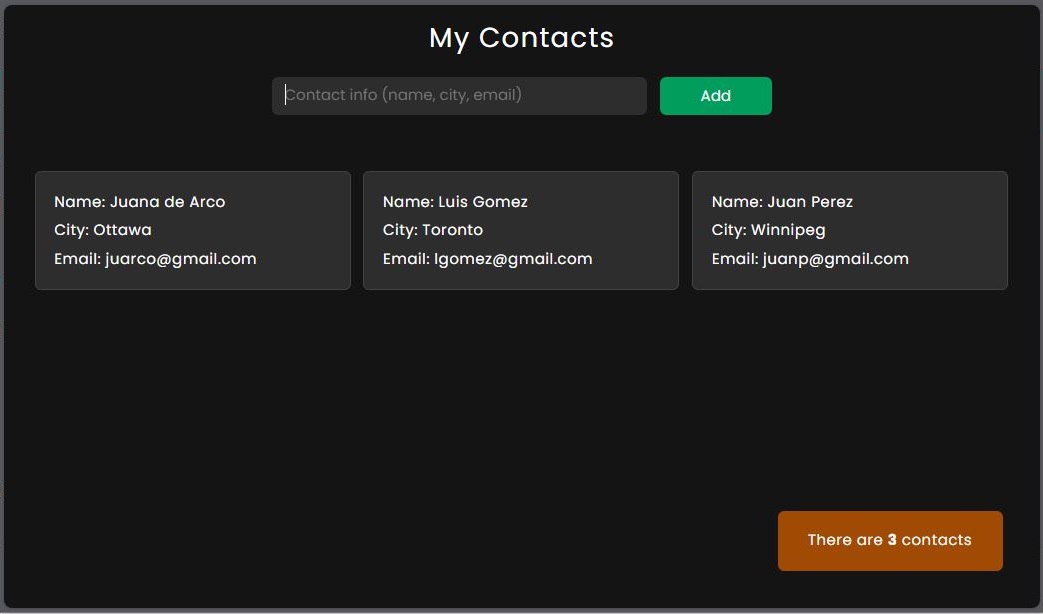 My Contacts
Contact info (name, city, email)
Add
Name: Juana de Arco
City: Ottawa
Email: juarco@gmail.com
Name: Luis Gomez
City: Toronto
Email: lgomez@gmail.com
Name: Juan Perez
City: Winnipeg
Email: juanp@gmail.com
There are 3 contacts